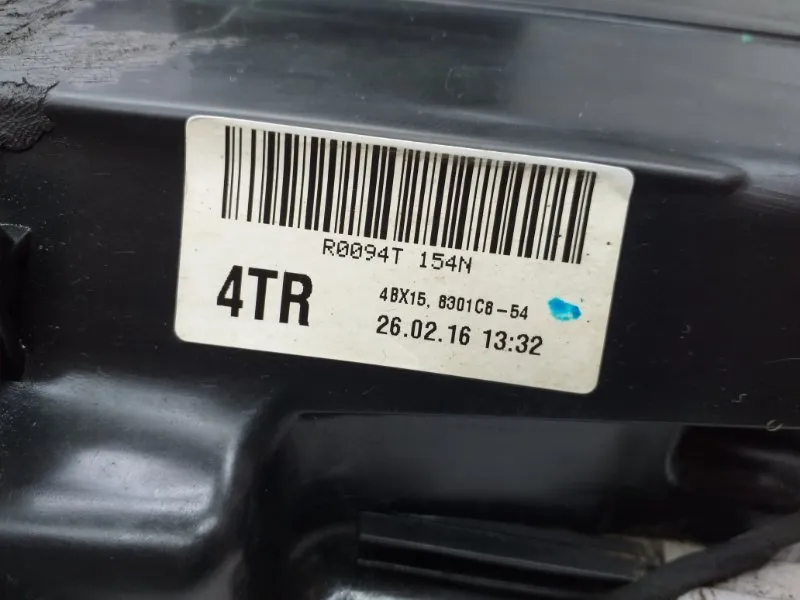 R0094T 154N
4TR
4BX15, 8301C8-54
26.02.16 13:32